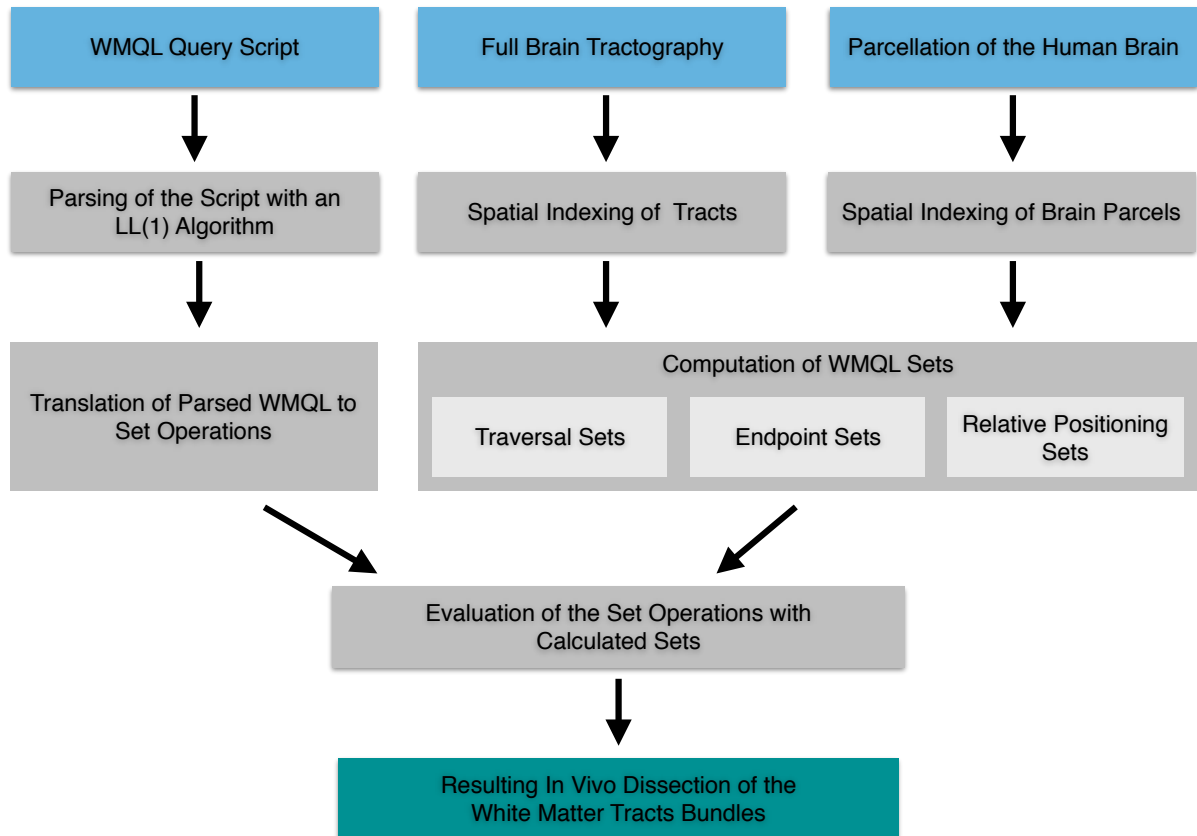 WMQL Query Script
Full Brain Tractography
Parcellation of the Human Brain
Parsing of the Script with an
LL(1) Algorithm
Spatial Indexing of Tracts
Spatial Indexing of Brain Parcels
Translation of Parsed WMQL to
Set Operations
Computation of WMQL Sets
Traversal Sets
Endpoint Sets
Relative Positioning
Sets
Evaluation of the Set Operations with
Calculated Sets
Resulting In Vivo Dissection of the
White Matter Tracts Bundles